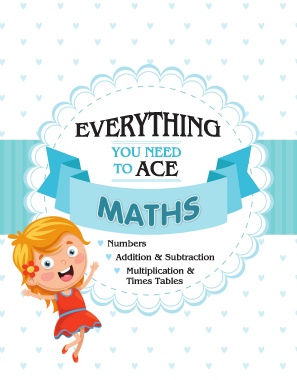 EVERYTHING
YOU NEED
TO ACE
MATHS
Numbers
Addition & Subtraction
Multiplication &
Times Tables